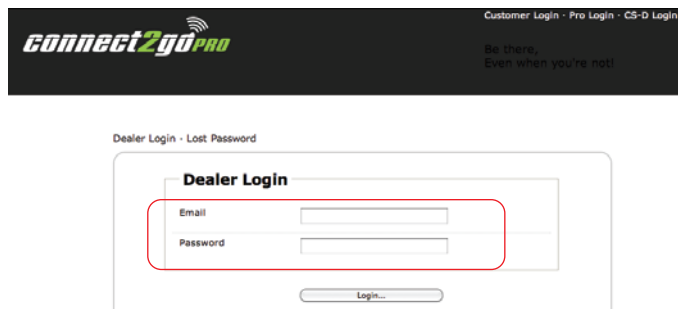 Customer Login - Pro Login - CS-D Login
connect2goPRO
Be there,
Even when you're not!
Dealer Login - Lost Password
Dealer Login
Email
Password
Login...